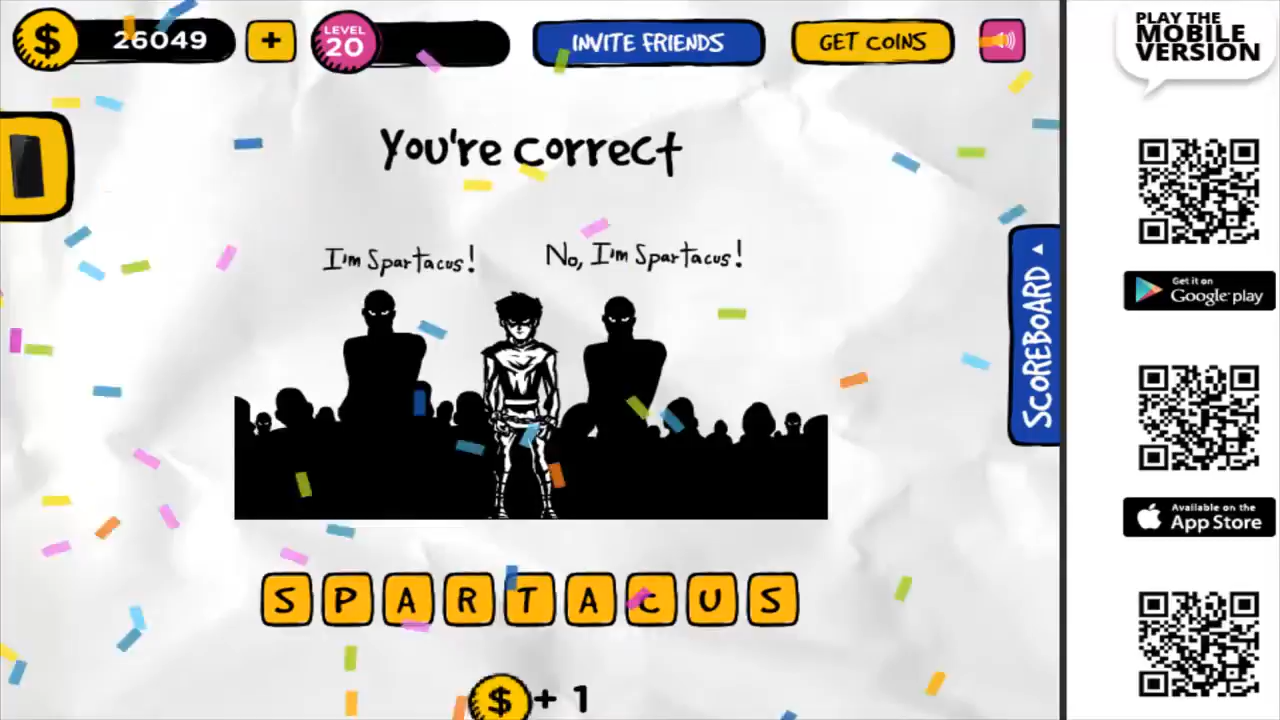 $ 26049 + LEVEL 20 INVITE FRIENDS GET COINS
PLAY THE
MOBILE
VERSION
You're correct
I'm Spartacus! No, I'm Spartacus!
SCOREBOARD
Get it on
Google play
Available on the
App Store
SPARTACUS
$ + 1